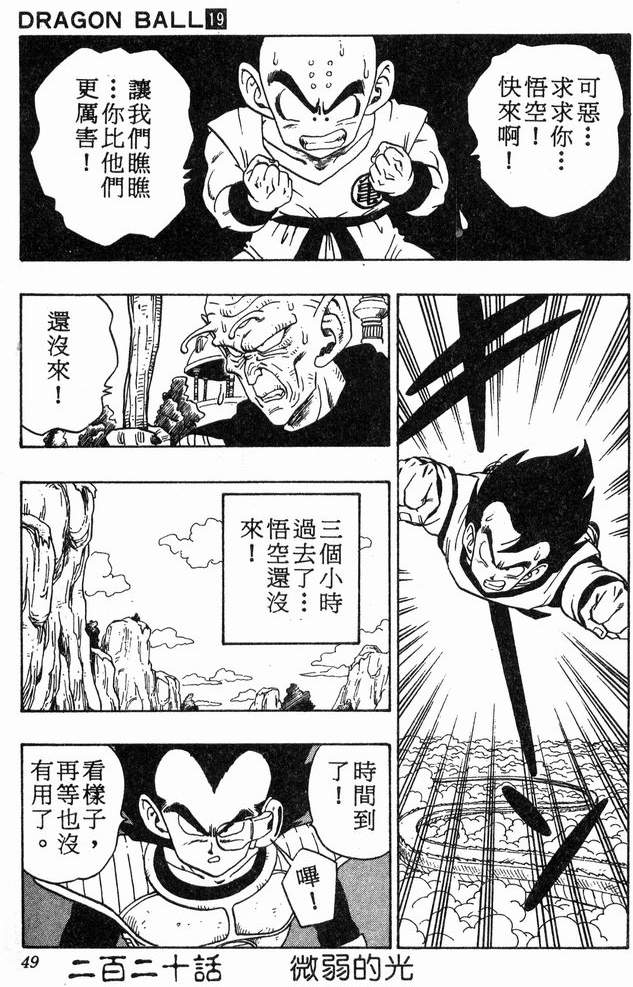 DRAGON BALL 19
可惡⋯
求求你⋯
悟空！
快來啊！
讓我們瞧瞧
⋯你比他們
更厲害！
還沒來！
三個小時
過去了⋯
悟空還沒
來！
時間到
了！
看樣子，
再等也沒
有用了。
嗶！
49
二百二十話 微弱的光